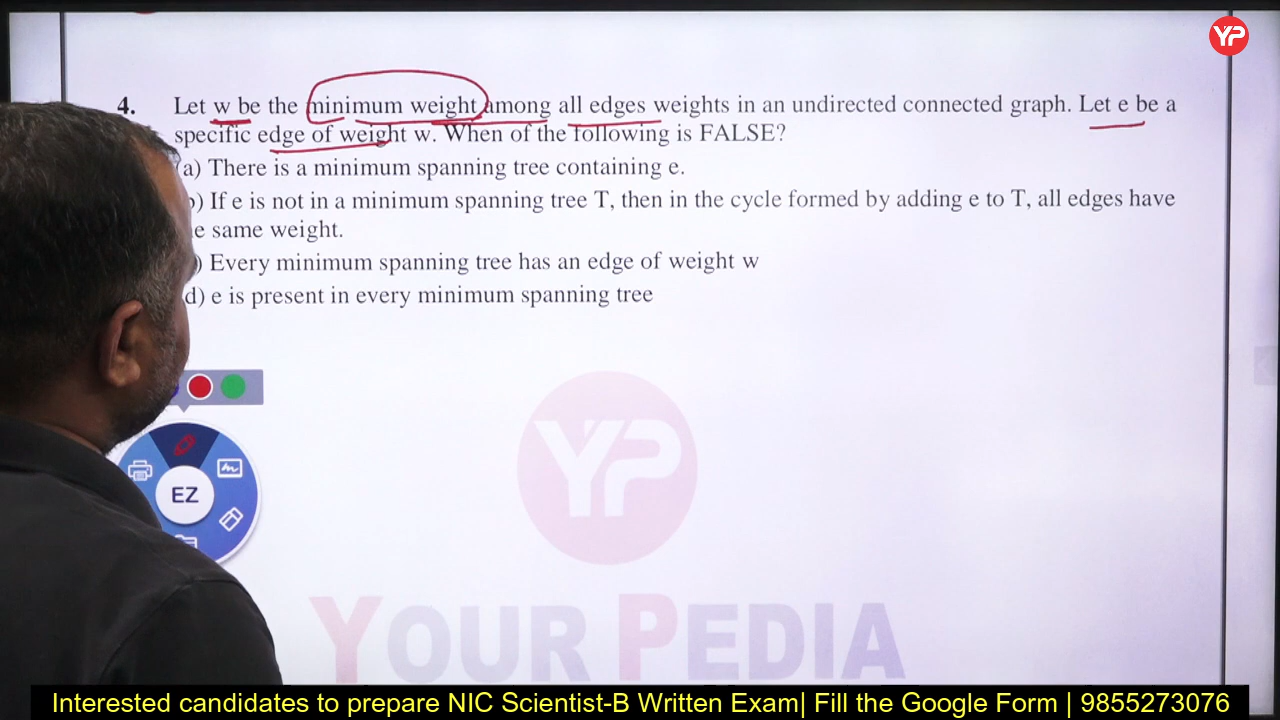 YP
4. Let w be the minimum weight among all edges weights in an undirected connected graph. Let e be a
specific edge of weight w. When of the following is FALSE?
a) There is a minimum spanning tree containing e.
) If e is not in a minimum spanning tree T, then in the cycle formed by adding e to T, all edges have
e same weight.
) Every minimum spanning tree has an edge of weight w
d) e is present in every minimum spanning tree
EZ
YP
YOUR PEDIA
Interested candidates to prepare NIC Scientist-B Written Exam| Fill the Google Form | 9855273076